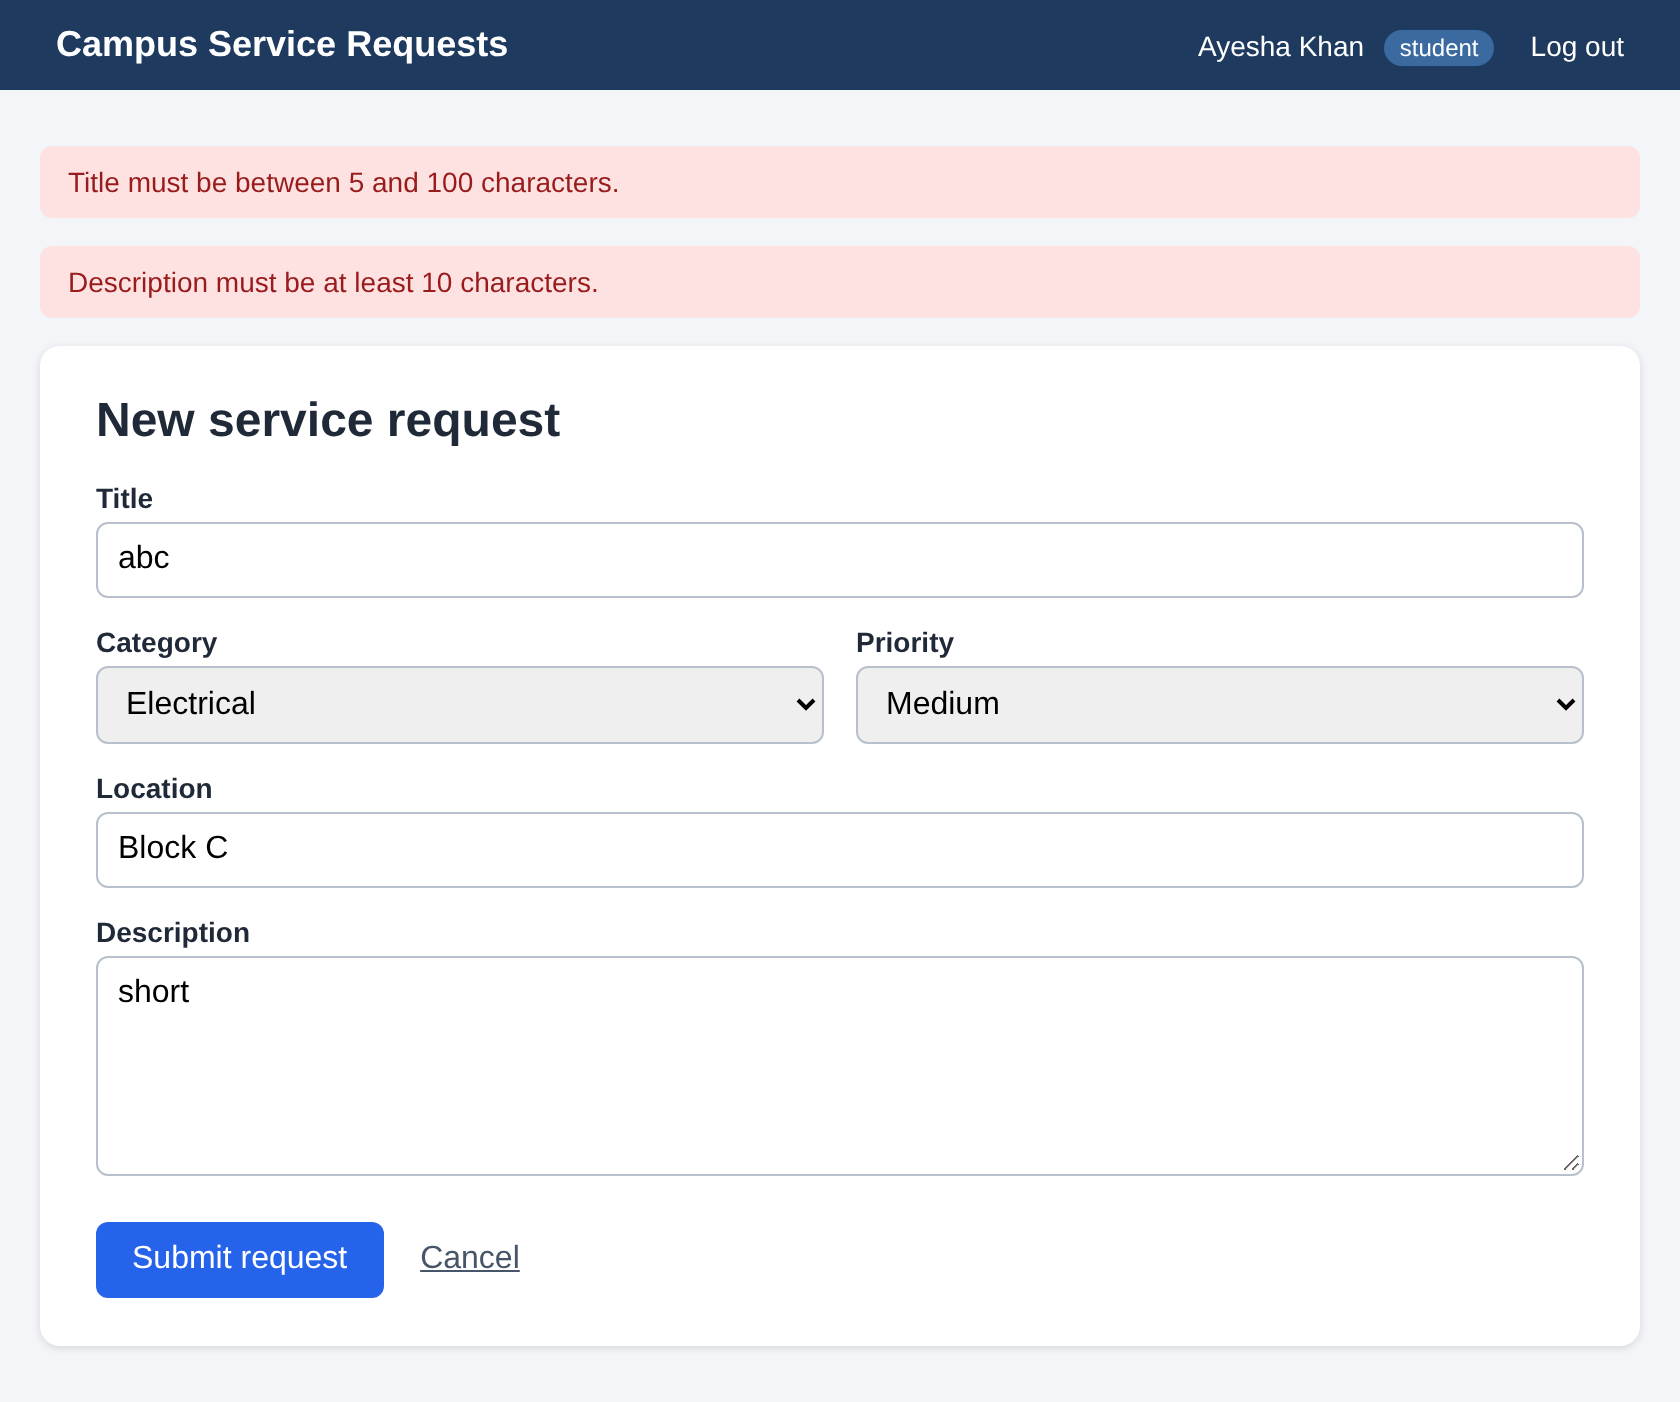 Campus Service Requests
Ayesha Khan student Log out
Title must be between 5 and 100 characters.
Description must be at least 10 characters.
New service request
Title
abc
Category Priority
Electrical Medium
Location
Block C
Description
short
Submit request Cancel